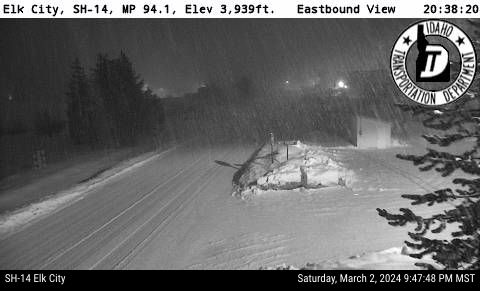 Elk City, SH-14, MP 94.1, Elev 3,939ft. Eastbound View 20:38:20
IDAHO
TRANSPORTATION DEPARTMENT
SH-14 Elk City Saturday, March 2, 2024 9:47:48 PM MST